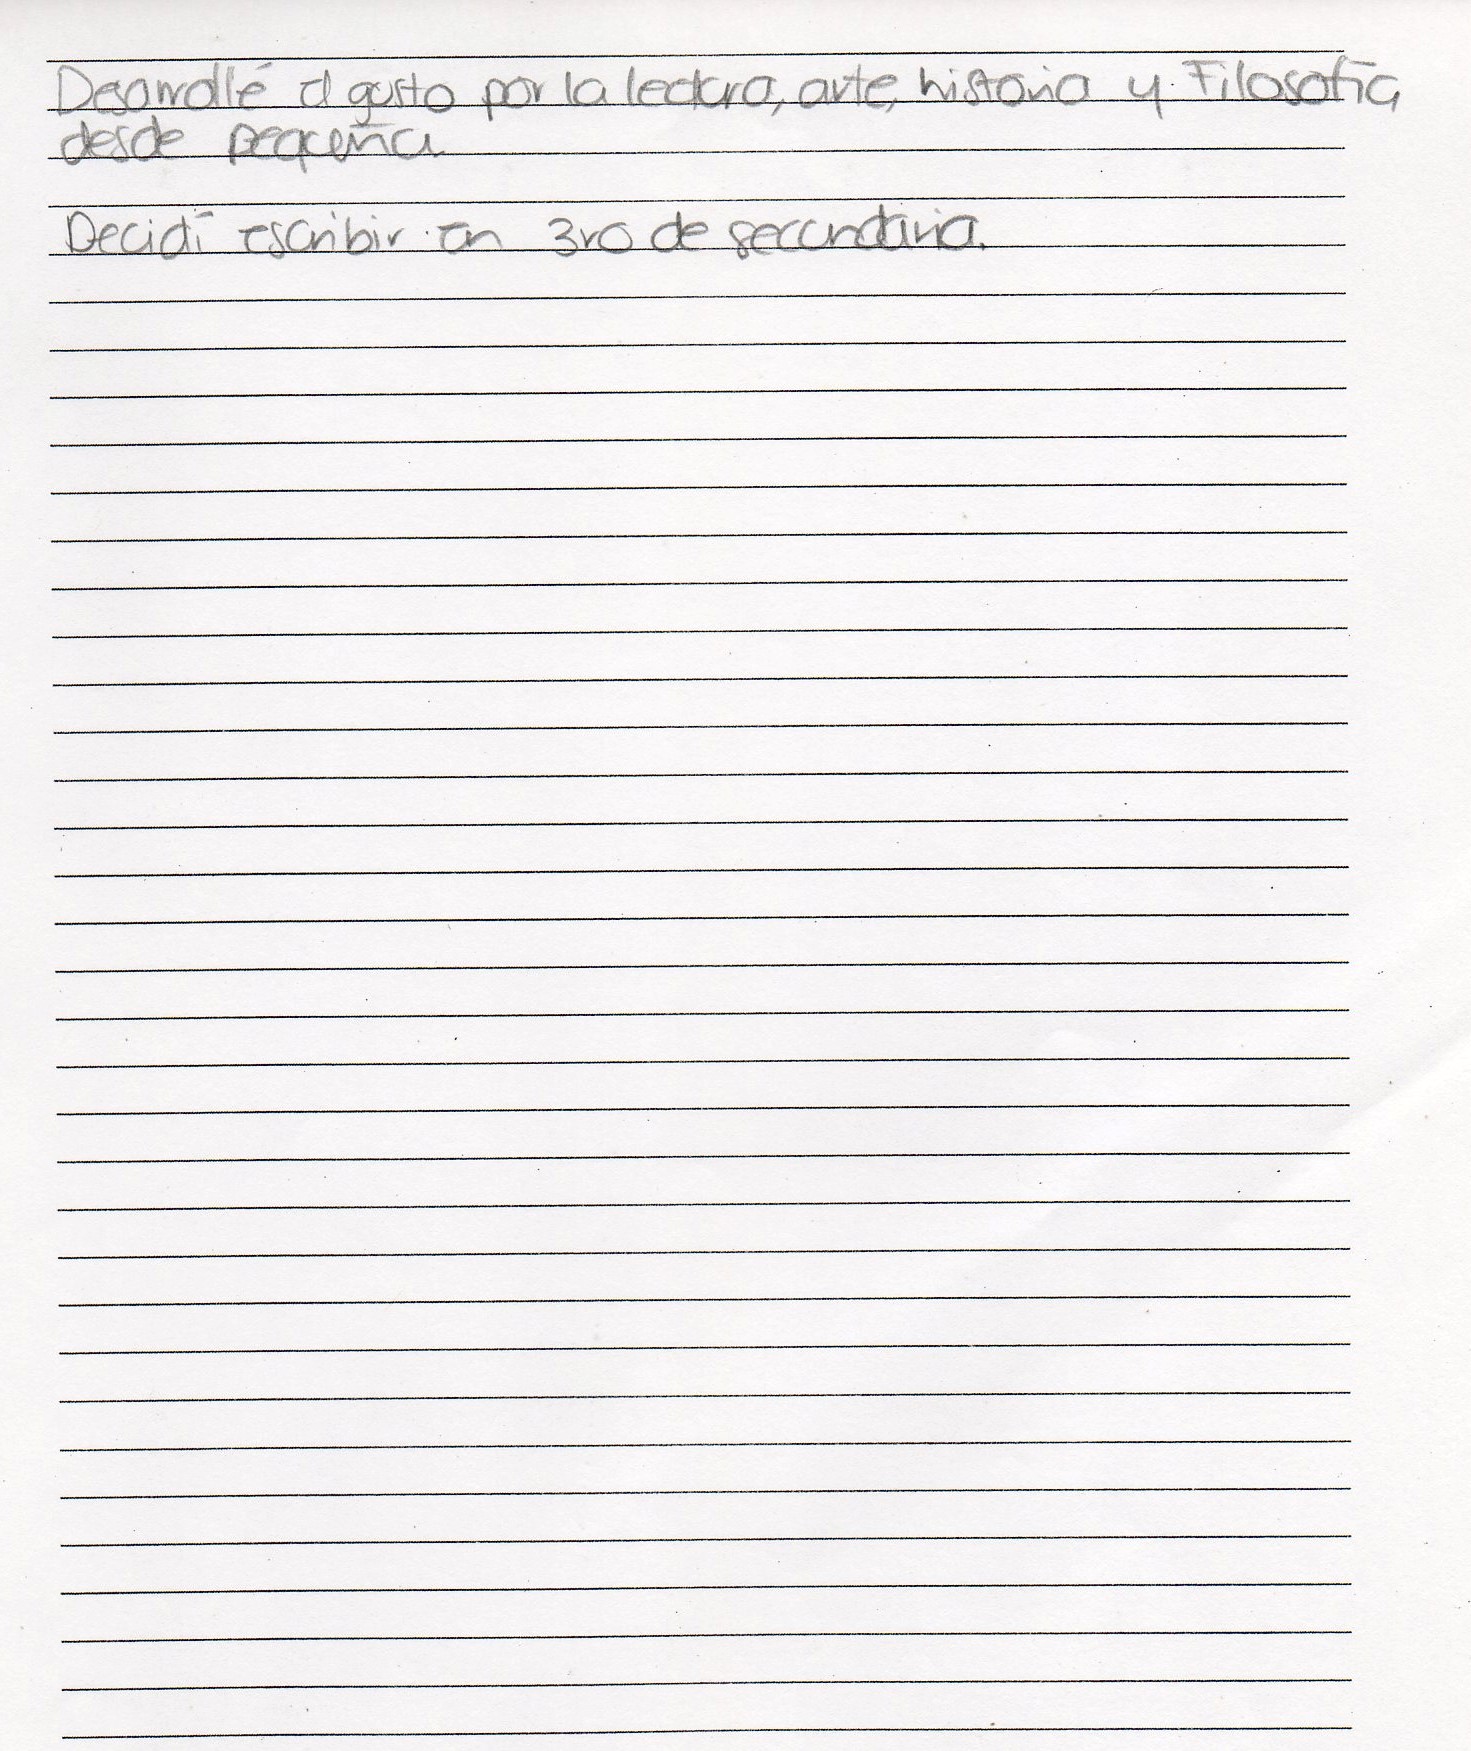 Desarrollé el gusto por la lectura, arte, historia y Filosofía
desde pequeña.
Decidí escribir en 3ro de secundaria.